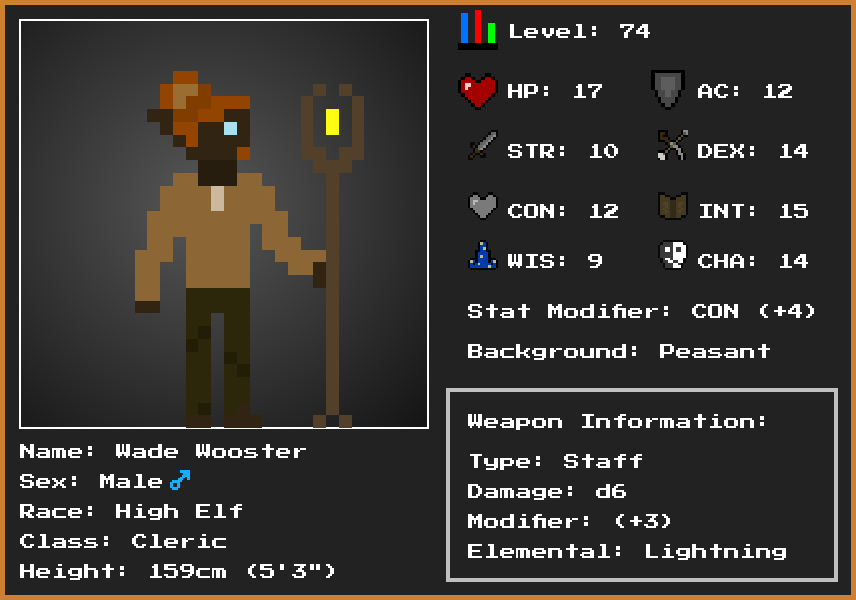 Level: 74
HP: 17
AC: 12
STR: 10
DEX: 14
CON: 12
INT: 15
WIS: 9
CHA: 14
Stat Modifier: CON (+4)
Background: Peasant
Weapon Information:
Type: Staff
Damage: d6
Modifier: (+3)
Elemental: Lightning
Name: Wade Wooster
Sex: Male♂
Race: High Elf
Class: Cleric
Height: 159cm (5'3")